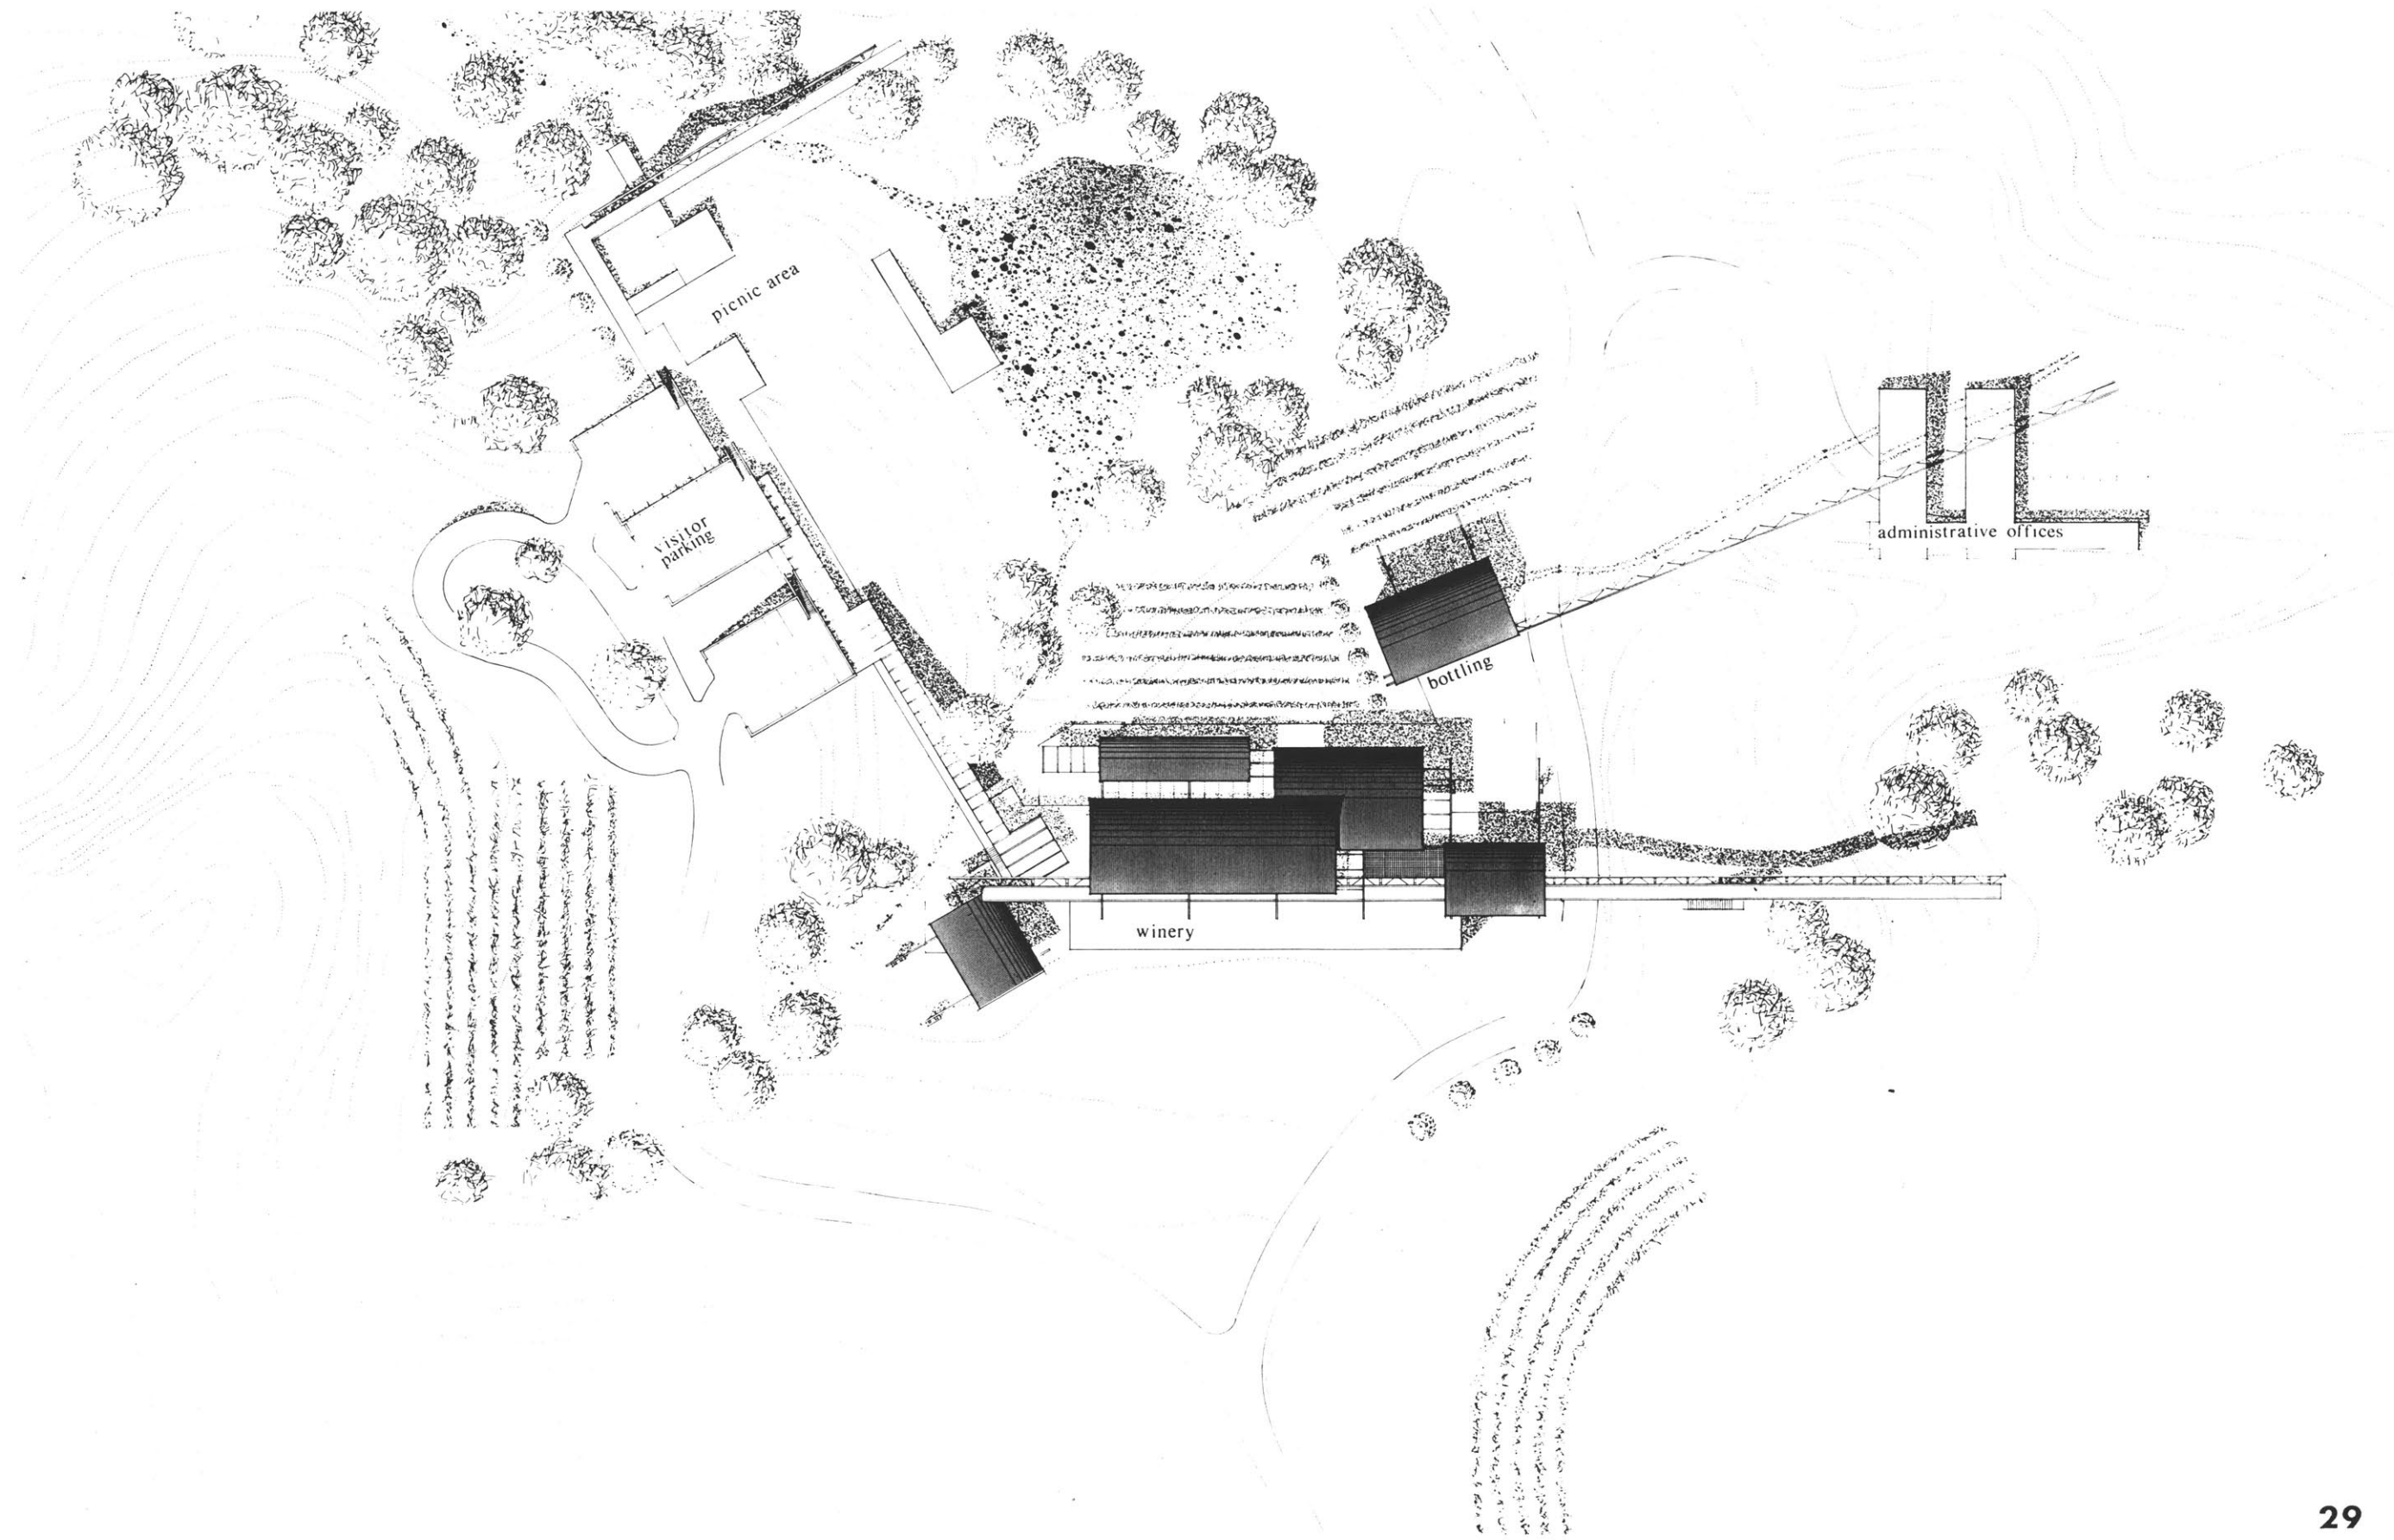 picnic area
visitor
parking
administrative offices
bottling
winery
29